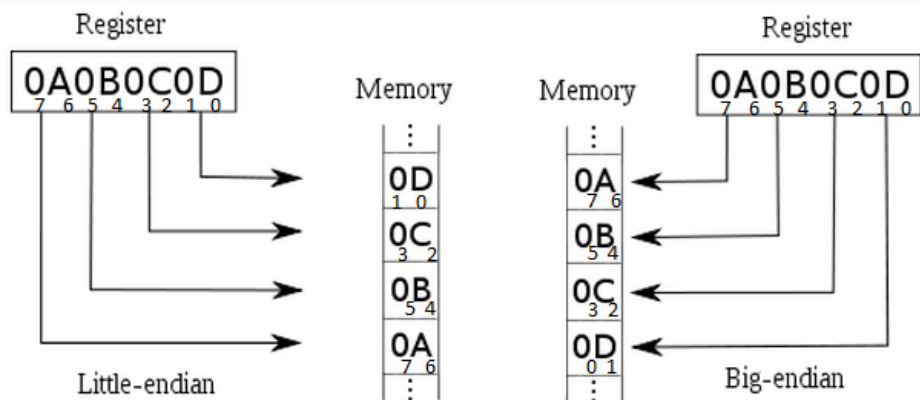 Register
0A0B0C0D
7 6 5 4 3 2 1 0
Memory
0D
1 0
0C
3 2
0B
5 4
0A
7 6
Little-endian
Register
0A0B0C0D
7 6 5 4 3 2 1 0
Memory
0A
7 6
0B
5 4
0C
3 2
0D
0 1
Big-endian